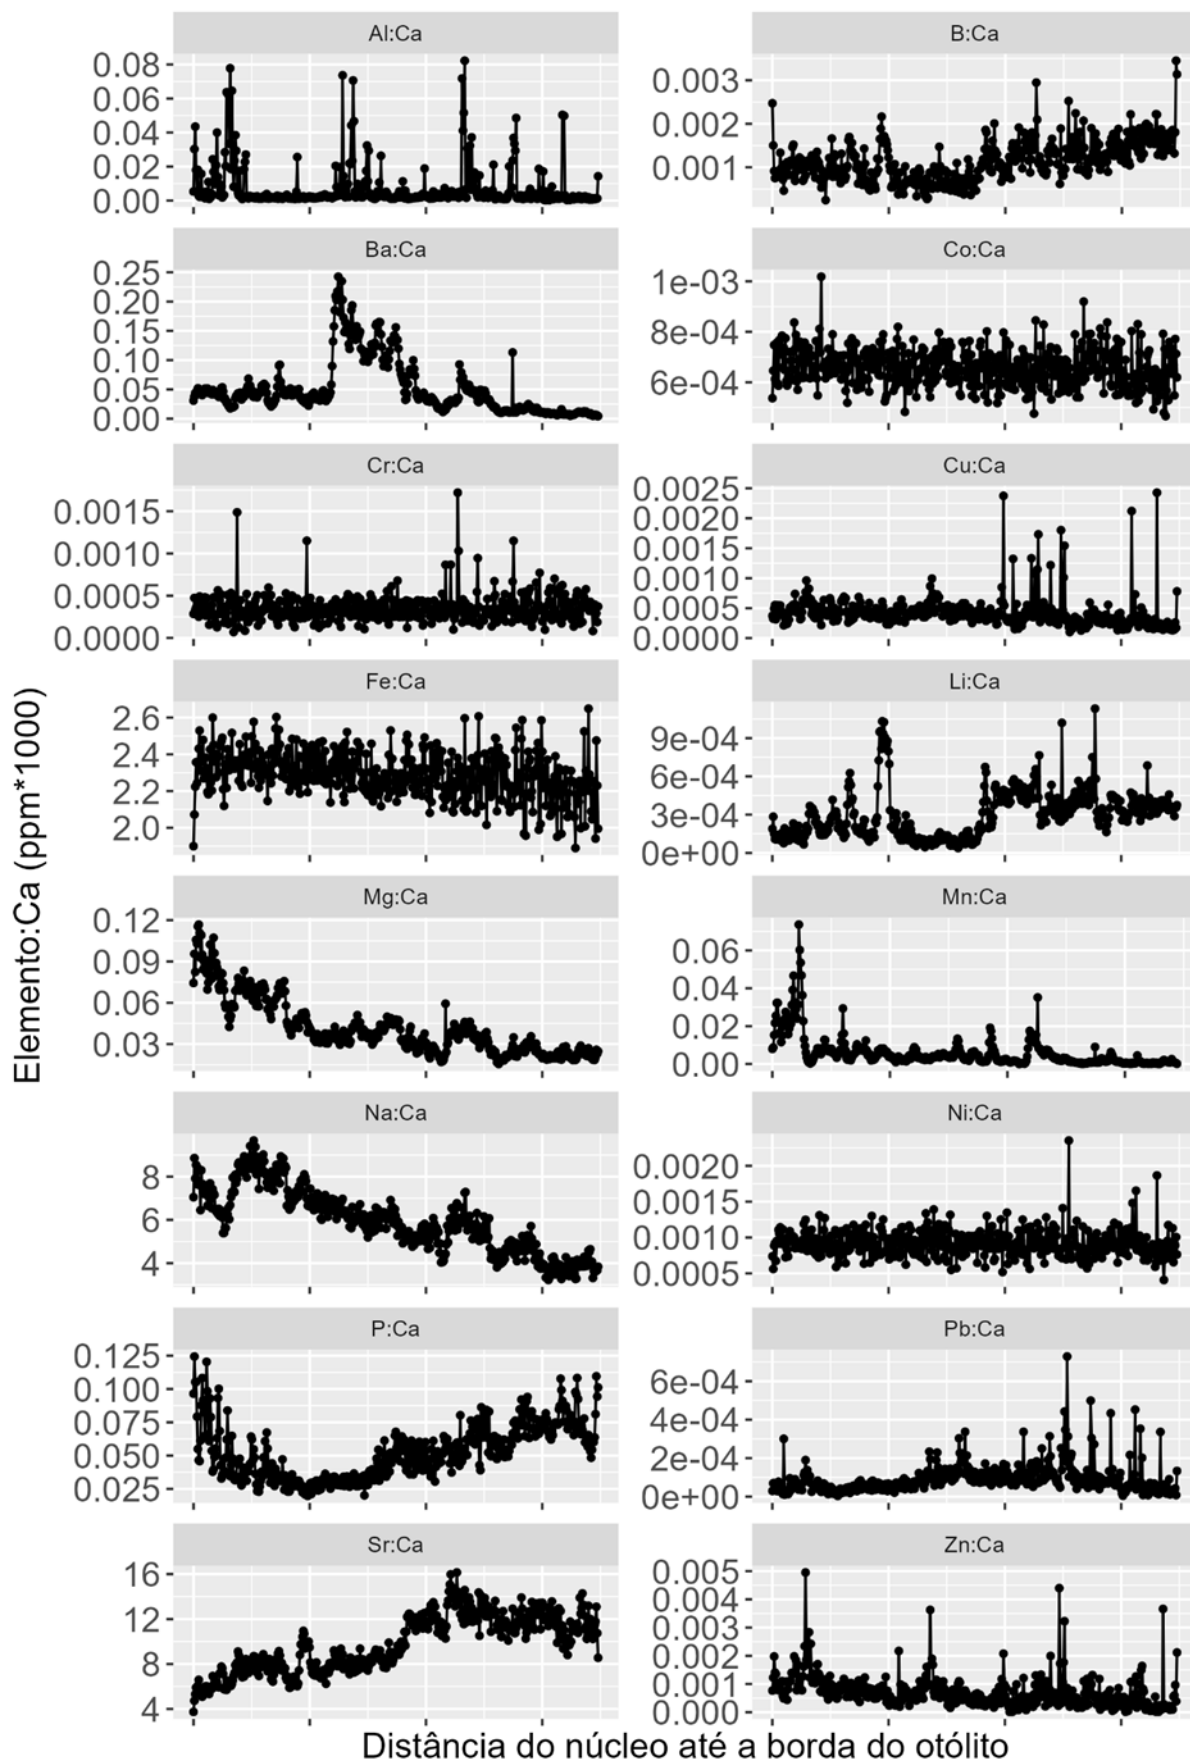 Al:Ca
0.08
0.06
0.04
0.02
0.00
B:Ca
0.003
0.002
0.001
Ba:Ca
0.25
0.20
0.15
0.10
0.05
0.00
Co:Ca
1e-03
8e-04
6e-04
Cr:Ca
0.0015
0.0010
0.0005
0.0000
Cu:Ca
0.0025
0.0020
0.0015
0.0010
0.0005
0.0000
Fe:Ca
2.6
2.4
2.2
2.0
Li:Ca
9e-04
6e-04
3e-04
0e+00
Elemento:Ca (ppm*1000)
Mg:Ca
0.12
0.09
0.06
0.03
Mn:Ca
0.06
0.04
0.02
0.00
Na:Ca
8
6
4
Ni:Ca
0.0020
0.0015
0.0010
0.0005
P:Ca
0.125
0.100
0.075
0.050
0.025
Pb:Ca
6e-04
4e-04
2e-04
0e+00
Sr:Ca
16
12
8
4
Zn:Ca
0.005
0.004
0.003
0.002
0.001
0.000
Distância do núcleo até a borda do otólito